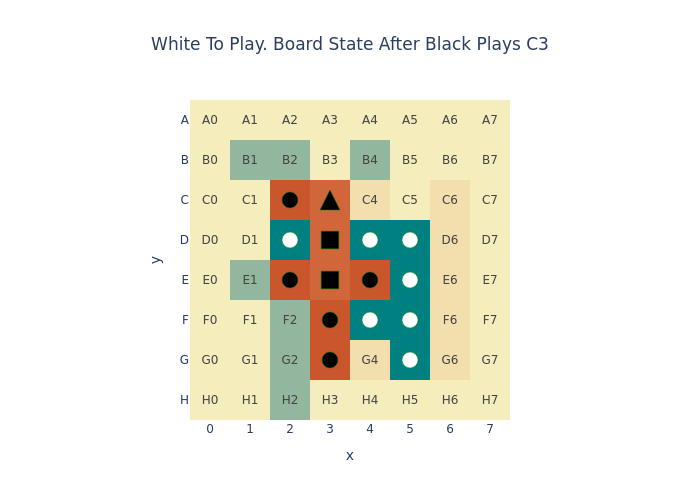 White To Play. Board State After Black Plays C3
A A0 A1 A2 A3 A4 A5 A6 A7
B B0 B1 B2 B3 B4 B5 B6 B7
C C0 C1 C4 C5 C6 C7
D D0 D1 D6 D7
E E0 E1 E6 E7
F F0 F1 F2 F6 F7
G G0 G1 G2 G4 G6 G7
H H0 H1 H2 H3 H4 H5 H6 H7
0 1 2 3 4 5 6 7
x
y